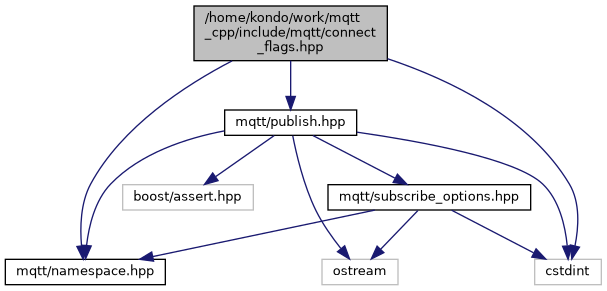 /home/kondo/work/mqtt
_cpp/include/mqtt/connect
_flags.hpp
mqtt/publish.hpp
boost/assert.hpp
mqtt/subscribe_options.hpp
mqtt/namespace.hpp
ostream
cstdint